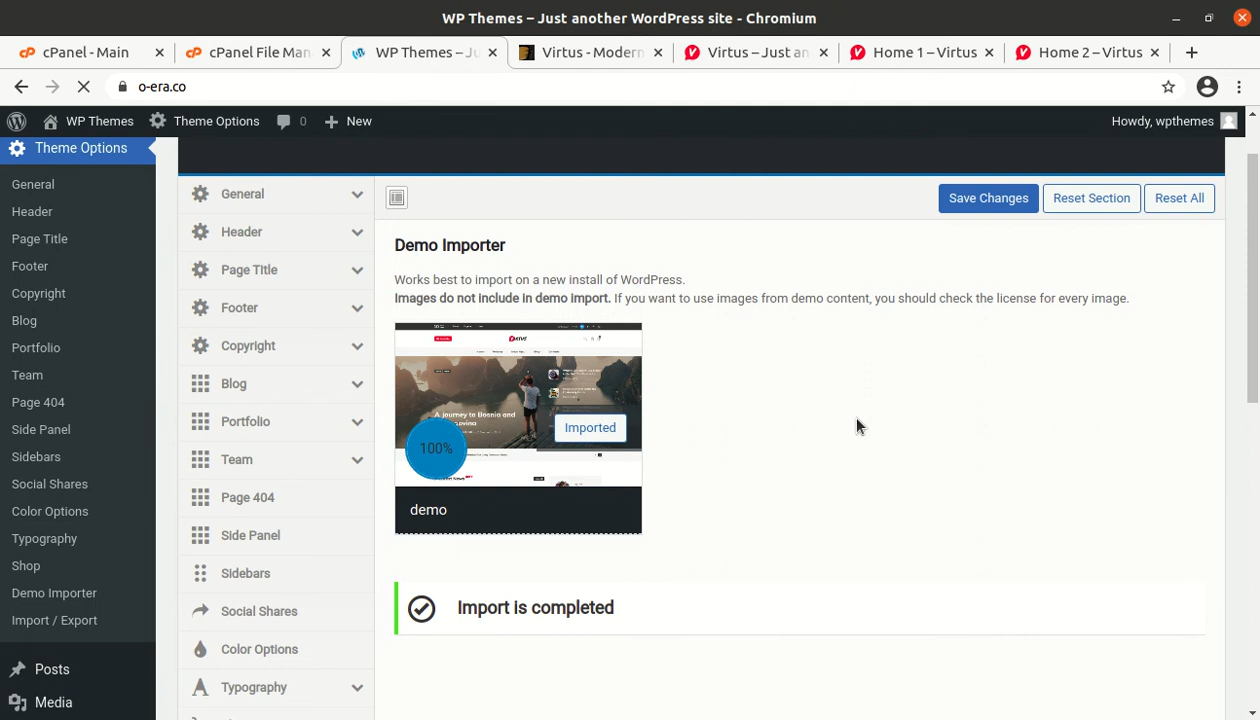 WP Themes – Just another WordPress site - Chromium
cPanel - Main
cPanel File Man
WP Themes – Ju
Virtus - Modern
Virtus – Just an
Home 1 – Virtus
Home 2 – Virtus
o-era.co
WP Themes
Theme Options
0
New
Howdy, wpthemes
Theme Options
General
Header
Page Title
Footer
Copyright
Blog
Portfolio
Team
Page 404
Side Panel
Sidebars
Social Shares
Color Options
Typography
Shop
Demo Importer
Import / Export
Posts
Media
General
Header
Page Title
Footer
Copyright
Blog
Portfolio
Team
Page 404
Side Panel
Sidebars
Social Shares
Color Options
Typography
Save Changes
Reset Section
Reset All
Demo Importer
Works best to import on a new install of WordPress.
Images do not include in demo import. If you want to use images from demo content, you should check the license for every image.
A journey to Bosnia and
Imported
100%
demo
Import is completed